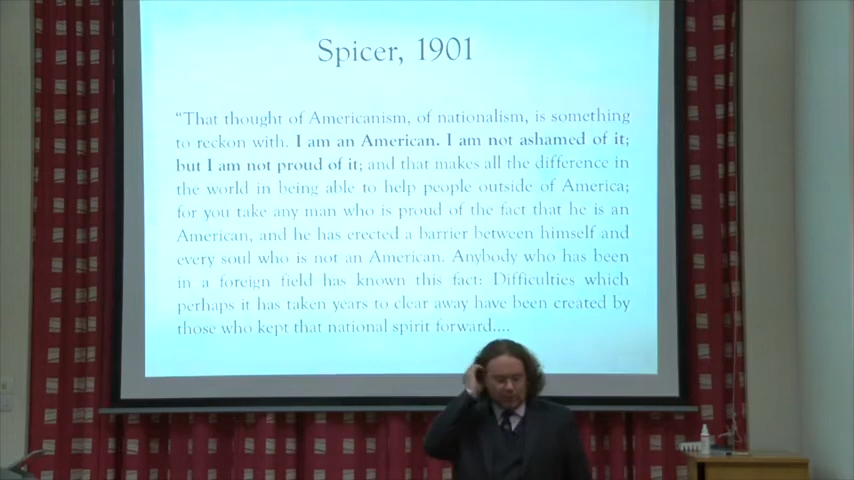 Spicer, 1901
“That thought of Americanism, of nationalism, is something
to reckon with. I am an American. I am not ashamed of it;
but I am not proud of it; and that makes all the difference in
the world in being able to help people outside of America;
for you take any man who is proud of the fact that he is an
American, and he has erected a barrier between himself and
every soul who is not an American. Anybody who has been
in a foreign field has known this fact: Difficulties which
perhaps it has taken years to clear away have been created by
those who kept that national spirit forward....